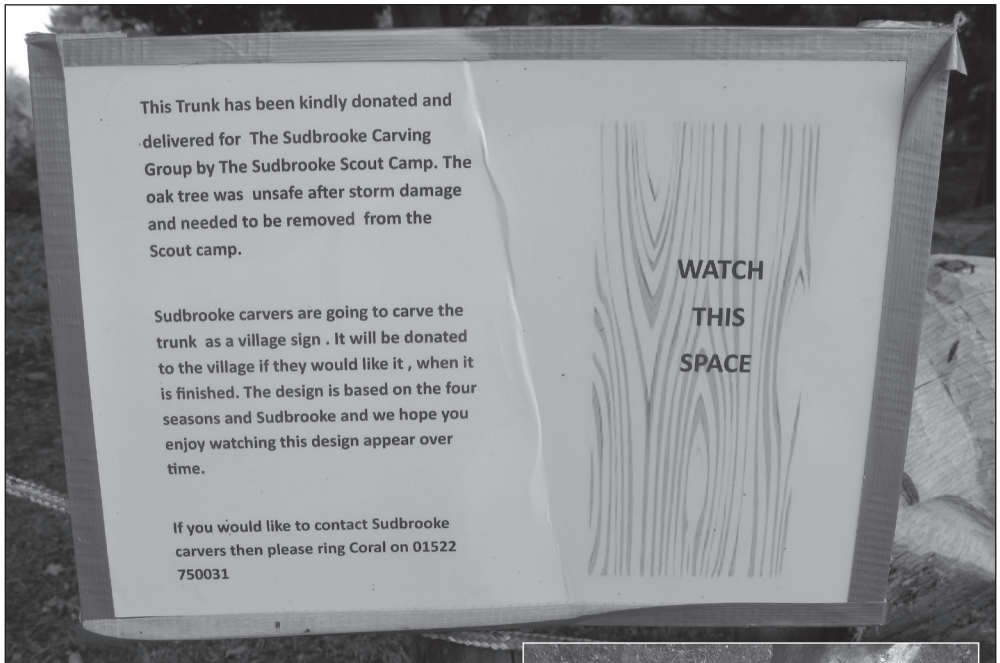 This Trunk has been kindly donated and
delivered for The Sudbrooke Carving
Group by The Sudbrooke Scout Camp. The
oak tree was unsafe after storm damage
and needed to be removed from the
Scout camp.
Sudbrooke carvers are going to carve the
trunk as a village sign . It will be donated
to the village if they would like it , when it
is finished. The design is based on the four
seasons and Sudbrooke and we hope you
enjoy watching this design appear over
time.
If you would like to contact Sudbrooke
carvers then please ring Coral on 01522
750031
WATCH
THIS
SPACE